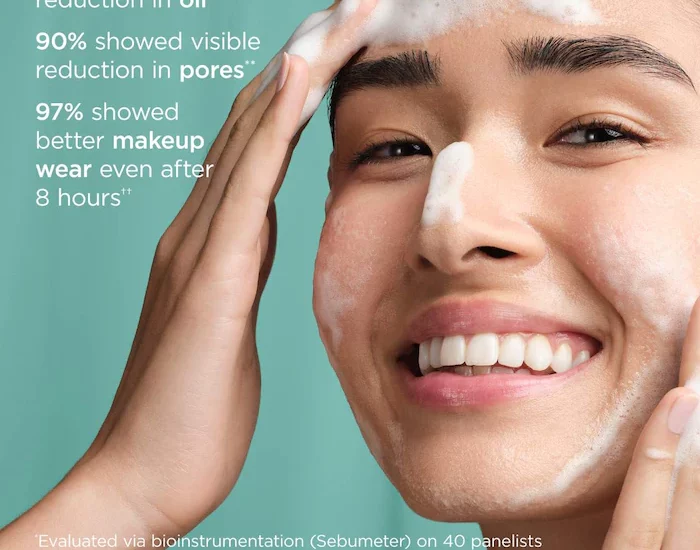 reduction in oil
90% showed visible
reduction in pores**
97% showed
better makeup
wear even after
8 hours††
*Evaluated via bioinstrumentation (Sebumeter) on 40 panelists